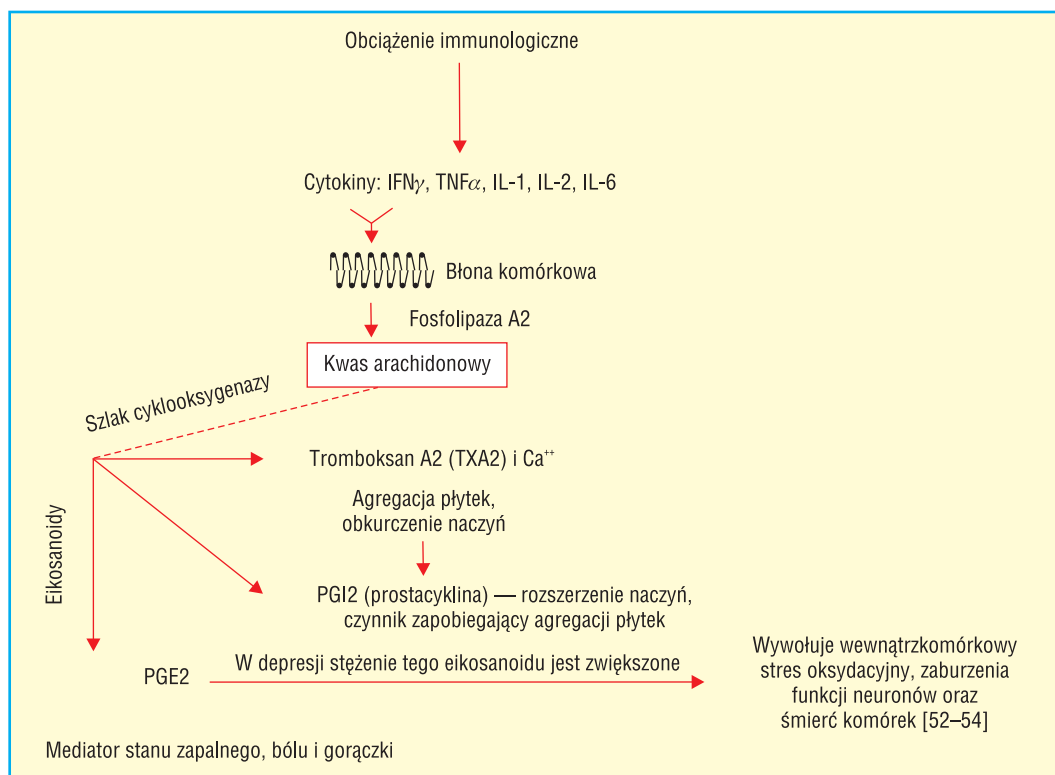 Obciążenie immunologiczne
Cytokiny: IFNγ, TNFα, IL-1, IL-2, IL-6
Błona komórkowa
Fosfolipaza A2
Kwas arachidonowy
Szlak cyklooksygenazy
Tromboksan A2 (TXA2) i Ca⁺⁺
Agregacja płytek,
obkurczenie naczyń
Eikosanoidy
PGI2 (prostacyklina) — rozszerzenie naczyń,
czynnik zapobiegający agregacji płytek
PGE2
W depresji stężenie tego eikosanoidu jest zwiększone
Wywołuje wewnątrzkomórkowy
stres oksydacyjny, zaburzenia
funkcji neuronów oraz
śmierć komórek [52–54]
Mediator stanu zapalnego, bólu i gorączki